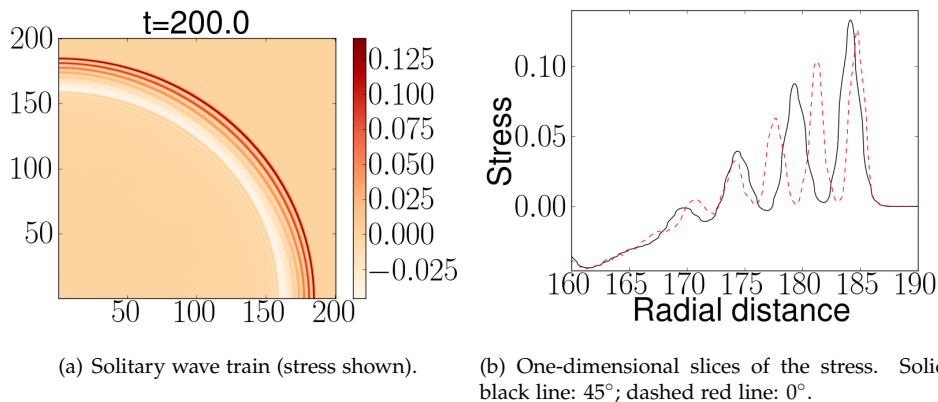 t=200.0
200
150
100
50
50 100 150 200
0.125
0.100
0.075
0.050
0.025
0.000
−0.025
Stress
0.10
0.05
0.00
160 165 170 175 180 185 190
Radial distance
(a) Solitary wave train (stress shown).
(b) One-dimensional slices of the stress. Solid
black line: 45°; dashed red line: 0°.